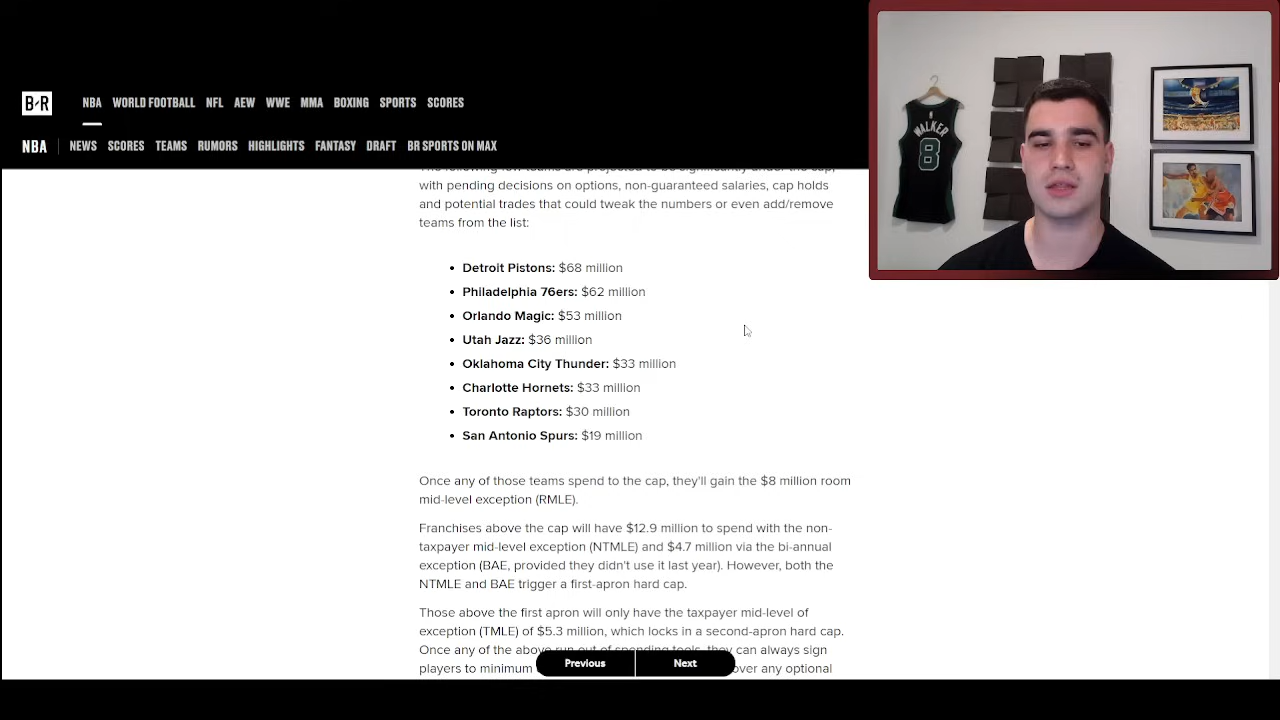 B/R NBA WORLD FOOTBALL NFL AEW WWE MMA BOXING SPORTS SCORES
NBA NEWS SCORES TEAMS RUMORS HIGHLIGHTS FANTASY DRAFT BR SPORTS ON MAX
The following few teams are projected to be significantly under the cap,
with pending decisions on options, non-guaranteed salaries, cap holds
and potential trades that could tweak the numbers or even add/remove
teams from the list:
• Detroit Pistons: $68 million
• Philadelphia 76ers: $62 million
• Orlando Magic: $53 million
• Utah Jazz: $36 million
• Oklahoma City Thunder: $33 million
• Charlotte Hornets: $33 million
• Toronto Raptors: $30 million
• San Antonio Spurs: $19 million
Once any of those teams spend to the cap, they'll gain the $8 million room
mid-level exception (RMLE).
Franchises above the cap will have $12.9 million to spend with the non-
taxpayer mid-level exception (NTMLE) and $4.7 million via the bi-annual
exception (BAE, provided they didn't use it last year). However, both the
NTMLE and BAE trigger a first-apron hard cap.
Those above the first apron will only have the taxpayer mid-level of
exception (TMLE) of $5.3 million, which locks in a second-apron hard cap.
Once any of the above run out of spending tools, they can always sign
players to minimum over any optional
Previous Next
WALKER
8